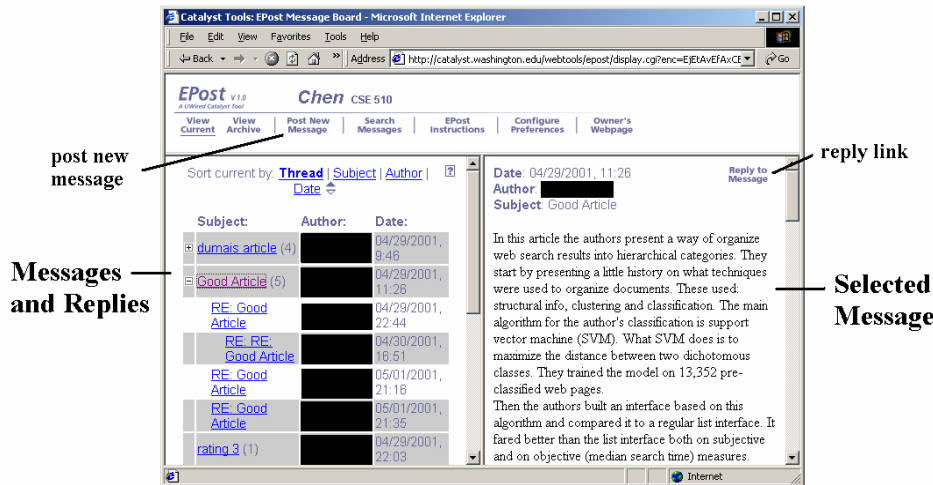 Catalyst Tools: EPost Message Board - Microsoft Internet Explorer
File Edit View Favorites Tools Help
Back » Address http://catalyst.washington.edu/webtools/epost/display.cgi?enc=EjEtAvEfAxCE Go
EPost V 1.0 Chen CSE 510
A UWired Catalyst Tool
View Current | View Archive | Post New Message | Search Messages | EPost Instructions | Configure Preferences | Owner's Webpage
post new message
reply link
Messages and Replies
Selected Message
Sort current by: Thread | Subject | Author |
Date
?
Subject: Author: Date:
dumais article (4) 04/29/2001, 9:46
Good Article (5) 04/29/2001, 11:26
RE: Good Article 04/29/2001, 22:44
RE: RE: Good Article 04/30/2001, 16:51
RE: Good Article 05/01/2001, 21:16
RE: Good Article 05/01/2001, 21:35
rating 3 (1) 04/29/2001, 22:03
Date: 04/29/2001, 11:26
Reply to Message
Author:
Subject: Good Article
In this article the authors present a way of organize
web search results into hierarchical categories. They
start by presenting a little history on what techniques
were used to organize documents. These used:
structural info, clustering and classification. The main
algorithm for the author's classification is support
vector machine (SVM). What SVM does is to
maximize the distance between two dichotomous
classes. They trained the model on 13,352 pre-
classified web pages.
Then the authors built an interface based on this
algorithm and compared it to a regular list interface. It
fared better than the list interface both on subjective
and on objective (median search time) measures.
Internet